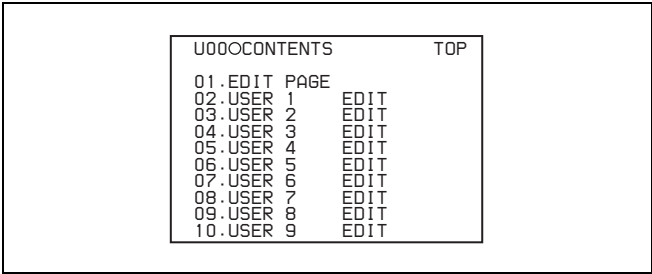 U00○CONTENTS TOP
01.EDIT PAGE
02.USER 1 EDIT
03.USER 2 EDIT
04.USER 3 EDIT
05.USER 4 EDIT
06.USER 5 EDIT
07.USER 6 EDIT
08.USER 7 EDIT
09.USER 8 EDIT
10.USER 9 EDIT